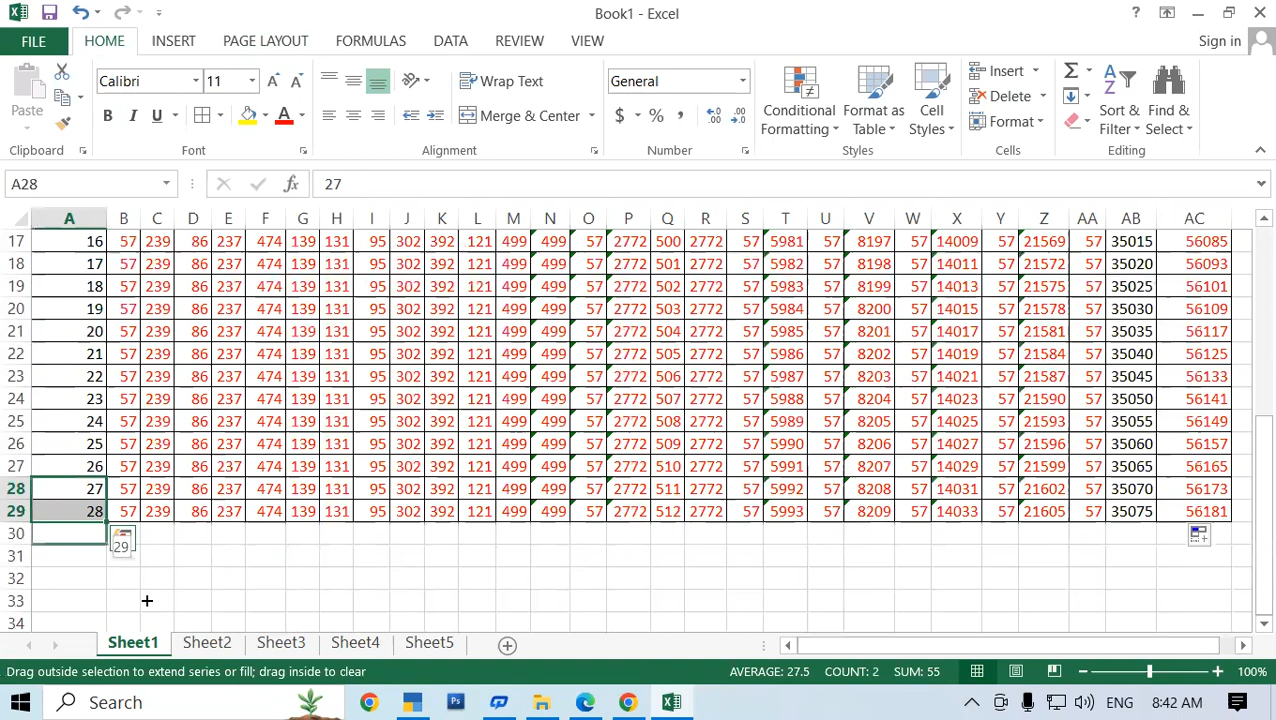 Book1 - Excel
FILE HOME INSERT PAGE LAYOUT FORMULAS DATA REVIEW VIEW Sign in
Paste
Clipboard
Calibri 11
B I U A
Font
Wrap Text
Merge & Center
Alignment
General
$ % ,
Number
Conditional Formatting
Format as Table
Cell Styles
Styles
Insert
Delete
Format
Cells
Sort & Filter
Find & Select
Editing
A28 fx 27
A B C D E F G H I J K L M N O P Q R S T U V W X Y Z AA AB AC
17 16 57 239 86 237 474 139 131 95 302 392 121 499 499 57 2772 500 2772 57 5981 57 8197 57 14009 57 21569 57 35015 56085
18 17 57 239 86 237 474 139 131 95 302 392 121 499 499 57 2772 501 2772 57 5982 57 8198 57 14011 57 21572 57 35020 56093
19 18 57 239 86 237 474 139 131 95 302 392 121 499 499 57 2772 502 2772 57 5983 57 8199 57 14013 57 21575 57 35025 56101
20 19 57 239 86 237 474 139 131 95 302 392 121 499 499 57 2772 503 2772 57 5984 57 8200 57 14015 57 21578 57 35030 56109
21 20 57 239 86 237 474 139 131 95 302 392 121 499 499 57 2772 504 2772 57 5985 57 8201 57 14017 57 21581 57 35035 56117
22 21 57 239 86 237 474 139 131 95 302 392 121 499 499 57 2772 505 2772 57 5986 57 8202 57 14019 57 21584 57 35040 56125
23 22 57 239 86 237 474 139 131 95 302 392 121 499 499 57 2772 506 2772 57 5987 57 8203 57 14021 57 21587 57 35045 56133
24 23 57 239 86 237 474 139 131 95 302 392 121 499 499 57 2772 507 2772 57 5988 57 8204 57 14023 57 21590 57 35050 56141
25 24 57 239 86 237 474 139 131 95 302 392 121 499 499 57 2772 508 2772 57 5989 57 8205 57 14025 57 21593 57 35055 56149
26 25 57 239 86 237 474 139 131 95 302 392 121 499 499 57 2772 509 2772 57 5990 57 8206 57 14027 57 21596 57 35060 56157
27 26 57 239 86 237 474 139 131 95 302 392 121 499 499 57 2772 510 2772 57 5991 57 8207 57 14029 57 21599 57 35065 56165
28 27 57 239 86 237 474 139 131 95 302 392 121 499 499 57 2772 511 2772 57 5992 57 8208 57 14031 57 21602 57 35070 56173
29 28 57 239 86 237 474 139 131 95 302 392 121 499 499 57 2772 512 2772 57 5993 57 8209 57 14033 57 21605 57 35075 56181
30 29
31
32
33
34
Sheet1 Sheet2 Sheet3 Sheet4 Sheet5
Drag outside selection to extend series or fill; drag inside to clear AVERAGE: 27.5 COUNT: 2 SUM: 55 100%
Search ENG 8:42 AM